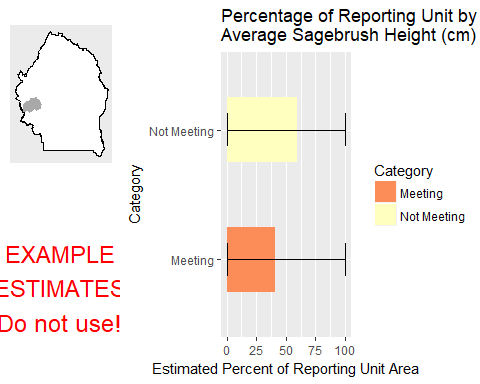 Percentage of Reporting Unit by
Average Sagebrush Height (cm)
Not Meeting
Meeting
Category
0 25 50 75 100
Estimated Percent of Reporting Unit Area
Category
Meeting
Not Meeting
EXAMPLE
ESTIMATES
Do not use!